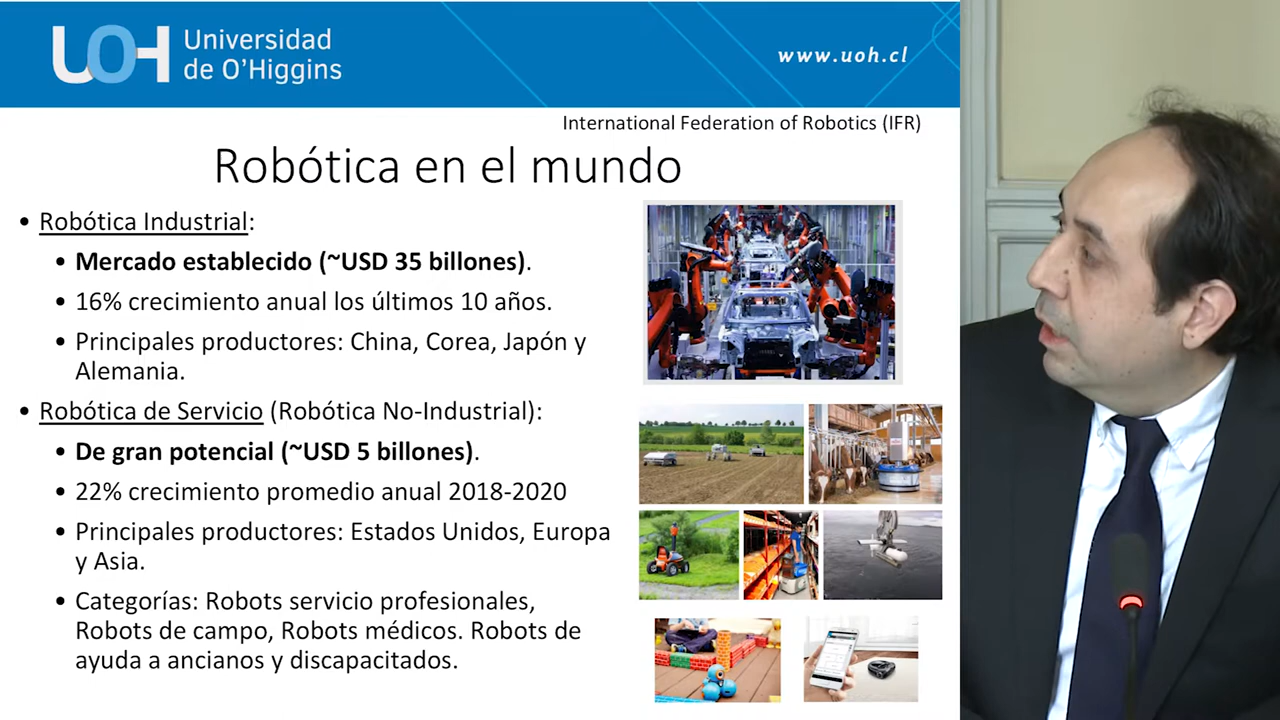 UOH Universidad
de O'Higgins
www.uoh.cl
International Federation of Robotics (IFR)
Robótica en el mundo
• Robótica Industrial:
• Mercado establecido (~USD 35 billones).
• 16% crecimiento anual los últimos 10 años.
• Principales productores: China, Corea, Japón y
Alemania.
• Robótica de Servicio (Robótica No-Industrial):
• De gran potencial (~USD 5 billones).
• 22% crecimiento promedio anual 2018-2020
• Principales productores: Estados Unidos, Europa
y Asia.
• Categorías: Robots servicio profesionales,
Robots de campo, Robots médicos. Robots de
ayuda a ancianos y discapacitados.